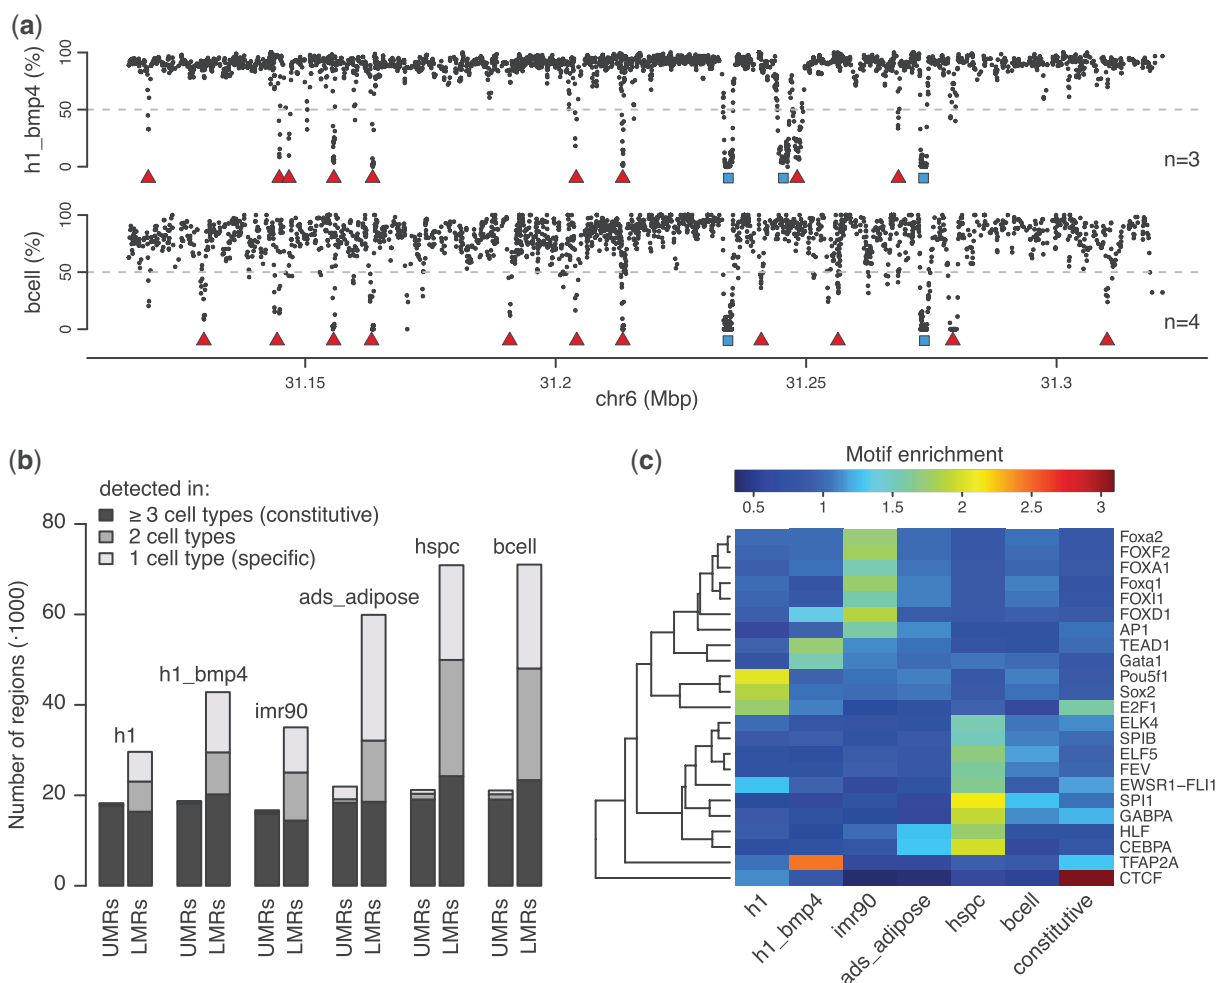 (a)
h1_bmp4 (%)
100
50
0
n=3
bcell (%)
100
50
0
n=4
31.15
31.2
31.25
31.3
chr6 (Mbp)
(b)
detected in:
≥ 3 cell types (constitutive)
2 cell types
1 cell type (specific)
Number of regions (·1000)
80
60
40
20
0
h1
h1_bmp4
imr90
ads_adipose
hspc
bcell
UMRs
LMRs
UMRs
LMRs
UMRs
LMRs
UMRs
LMRs
UMRs
LMRs
UMRs
LMRs
(c)
Motif enrichment
0.5
1
1.5
2
2.5
3
Foxa2
FOXF2
FOXA1
Foxq1
FOXI1
FOXD1
AP1
TEAD1
Gata1
Pou5f1
Sox2
E2F1
ELK4
SPIB
ELF5
FEV
EWSR1−FLI1
SPI1
GABPA
HLF
CEBPA
TFAP2A
CTCF
h1
h1_bmp4
imr90
ads_adipose
hspc
bcell
constitutive